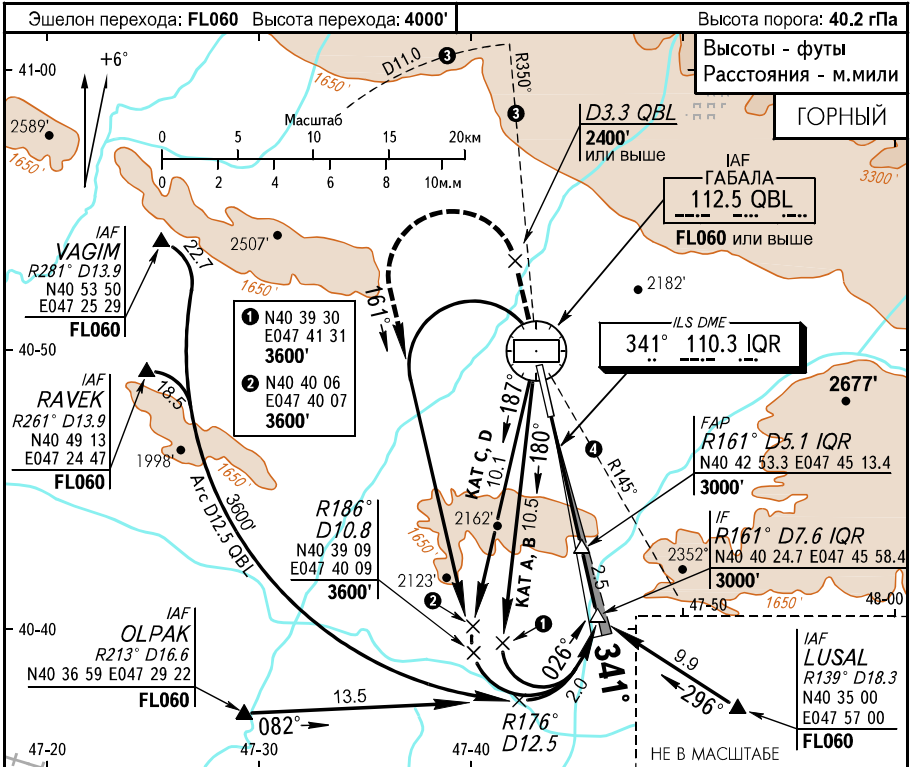 Эшелон перехода: FL060 Высота перехода: 4000'
Высота порога: 40.2 гПа
Высоты - футы
Расстояния - м.мили
ГОРНЫЙ
41-00
+6°
1650'
D11.0
3
R350°
3
2589'
1650'
Масштаб
0 5 10 15 20км
0 2 4 6 8 10м.м
D3.3 QBL
2400'
или выше
3300'
IAF
ГАБАЛА
112.5 QBL
FL060 или выше
IAF
VAGIM
R281° D13.9
N40 53 50
E047 25 29
FL060
22.7
2507'
1650'
161°
2182'
1 N40 39 30
E047 41 31
3600'
2 N40 40 06
E047 40 07
3600'
ILS DME
341° 110.3 IQR
40-50
IAF
RAVEK
R261° D13.9
N40 49 13
E047 24 47
FL060
18.5
1998'
1650'
2677'
187°
КАТ C, D
10.1
180°
КАТ A, B 10.5
4
R145°
FAP
R161° D5.1 IQR
N40 42 53.3 E047 45 13.4
3000'
3600'
Arc D12.5 QBL
R186°
D10.8
N40 39 09
E047 40 09
3600'
2162'
1650'
2123'
2
1
2.5
IF
R161° D7.6 IQR
N40 40 24.7 E047 45 58.4
3000'
2352'
47-50
1650'
48-00
40-40
IAF
OLPAK
R213° D16.6
N40 36 59 E047 29 22
FL060
13.5
082°
026°
2.0
341°
R176°
D12.5
9.9
296°
IAF
LUSAL
R139° D18.3
N40 35 00
E047 57 00
FL060
47-20
47-30
47-40
НЕ В МАСШТАБЕ